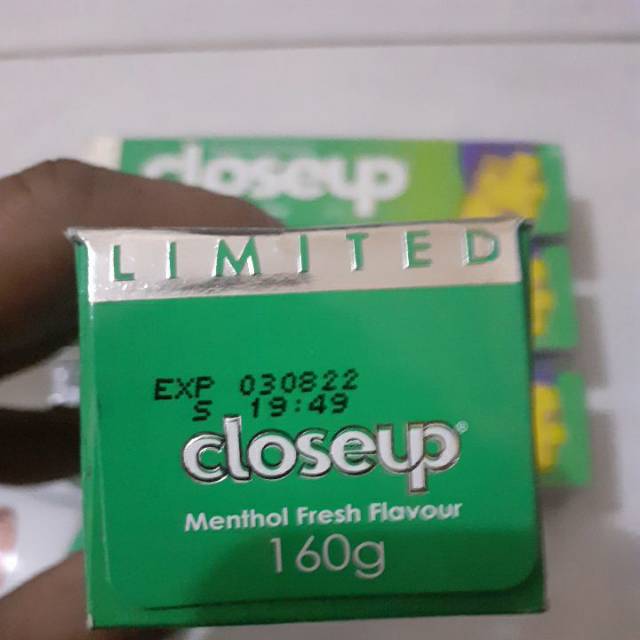 closeup
LIMITED
EXP 030822
S 19:49
closeup®
Menthol Fresh Flavour
160g